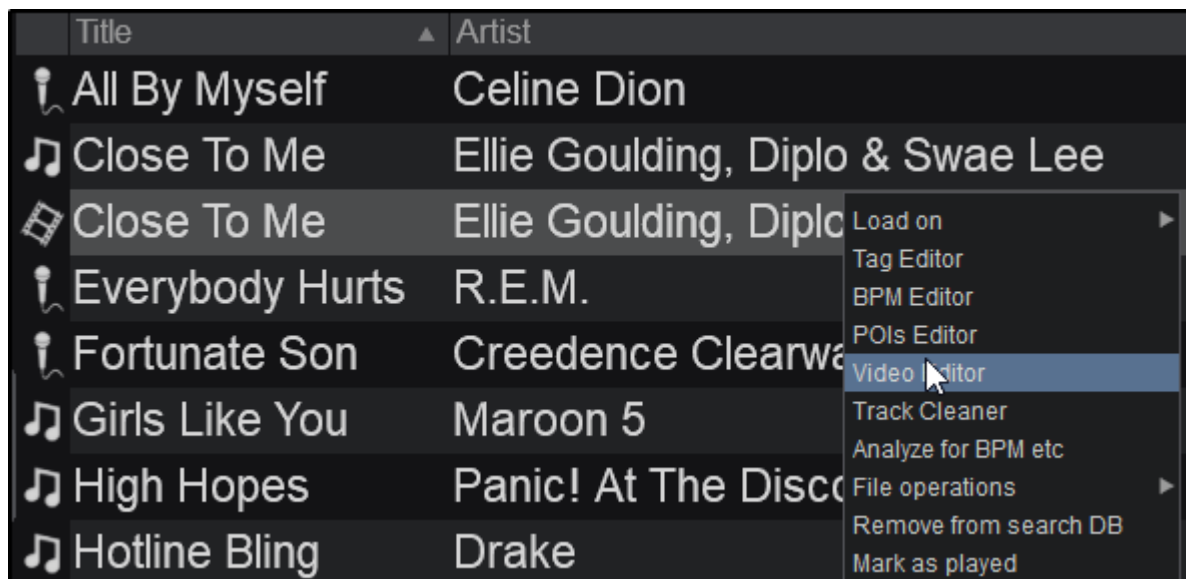 Title Artist
All By Myself Celine Dion
Close To Me Ellie Goulding, Diplo & Swae Lee
Close To Me Ellie Goulding,
Everybody Hurts R.E.M.
Fortunate Son Creedence
Girls Like You Maroon 5
High Hopes Panic! At The
Hotline Bling Drake
Load on
Tag Editor
BPM Editor
POIs Editor
Video Editor
Track Cleaner
Analyze for BPM etc
File operations
Remove from search DB
Mark as played